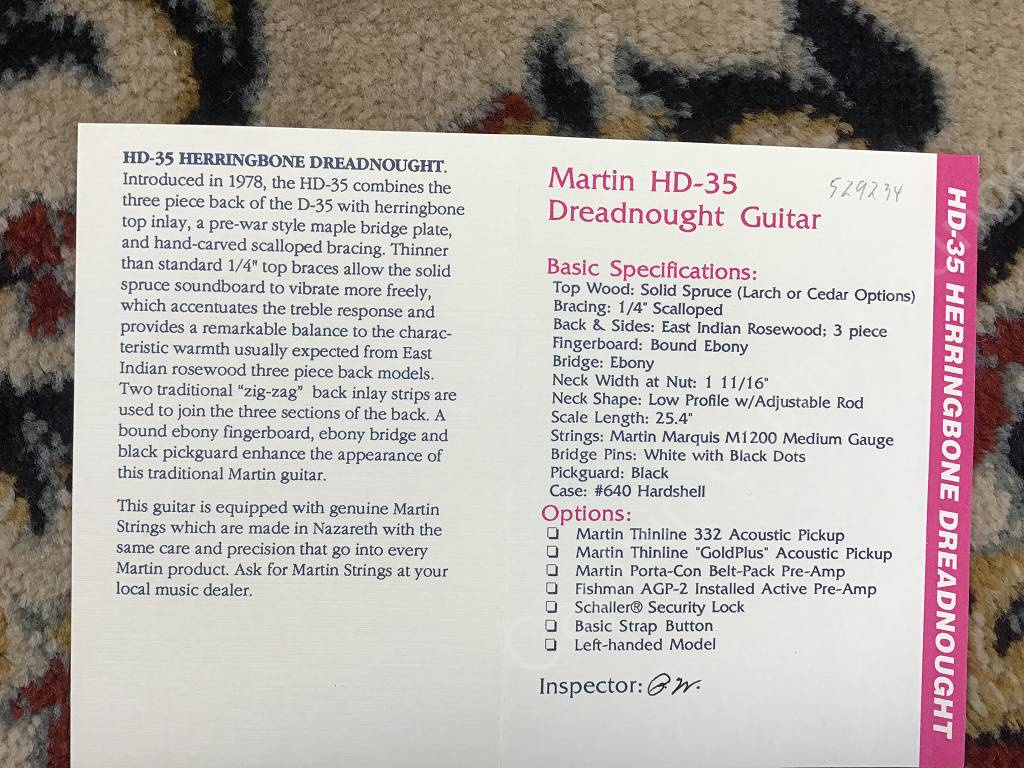 HD-35 HERRINGBONE DREADNOUGHT.
Introduced in 1978, the HD-35 combines the
three piece back of the D-35 with herringbone
top inlay, a pre-war style maple bridge plate,
and hand-carved scalloped bracing. Thinner
than standard 1/4" top braces allow the solid
spruce soundboard to vibrate more freely,
which accentuates the treble response and
provides a remarkable balance to the charac-
teristic warmth usually expected from East
Indian rosewood three piece back models.
Two traditional "zig-zag" back inlay strips are
used to join the three sections of the back. A
bound ebony fingerboard, ebony bridge and
black pickguard enhance the appearance of
this traditional Martin guitar.
This guitar is equipped with genuine Martin
Strings which are made in Nazareth with the
same care and precision that go into every
Martin product. Ask for Martin Strings at your
local music dealer.
Martin HD-35
Dreadnought Guitar
529234
Basic Specifications:
Top Wood: Solid Spruce (Larch or Cedar Options)
Bracing: 1/4" Scalloped
Back & Sides: East Indian Rosewood; 3 piece
Fingerboard: Bound Ebony
Bridge: Ebony
Neck Width at Nut: 1 11/16"
Neck Shape: Low Profile w/Adjustable Rod
Scale Length: 25.4"
Strings: Martin Marquis M1200 Medium Gauge
Bridge Pins: White with Black Dots
Pickguard: Black
Case: #640 Hardshell
Options:
❏ Martin Thinline 332 Acoustic Pickup
❏ Martin Thinline "GoldPlus" Acoustic Pickup
❏ Martin Porta-Con Belt-Pack Pre-Amp
❏ Fishman AGP-2 Installed Active Pre-Amp
❏ Schaller® Security Lock
❏ Basic Strap Button
❏ Left-handed Model
Inspector: P.W.
HD-35 HERRINGBONE DREADNOUGHT